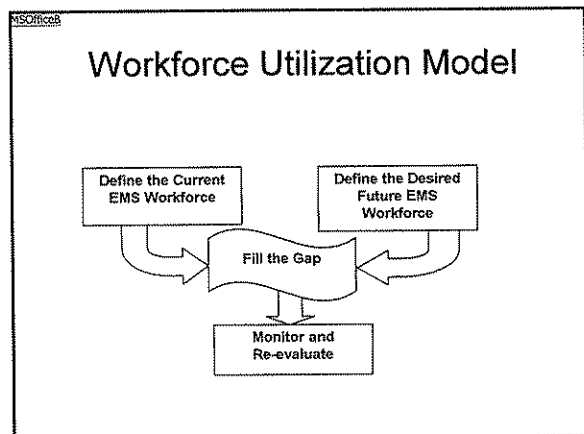 MSOffice8
Workforce Utilization Model
Define the Current
EMS Workforce
Define the Desired
Future EMS
Workforce
Fill the Gap
Monitor and
Re-evaluate